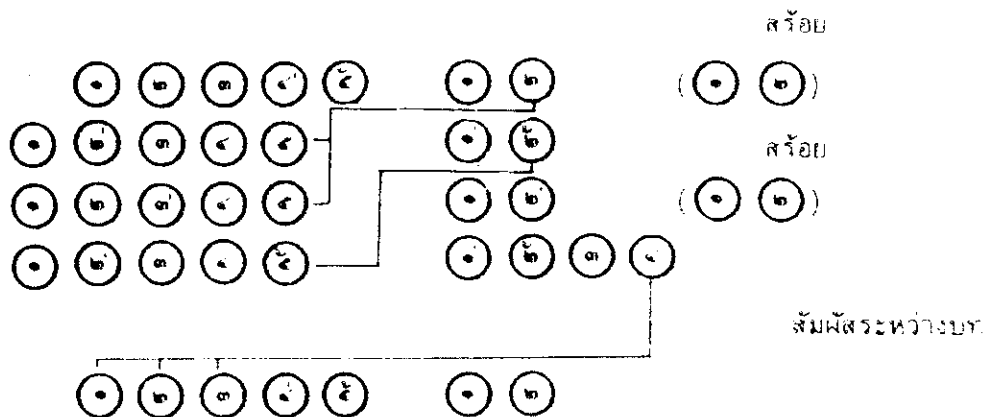 สร้อย
๑ ๒ ๓ ๔่ ๕้ ๑ ๒ (๑ ๒)
๑ ๒่ ๓ ๔ ๕ ๑่ ๒้
สร้อย
๑ ๒ ๓่ ๔ ๕ ๑ ๒่ (๑ ๒)
๑ ๒่ ๓ ๔ ๕้ ๑่ ๒้ ๓ ๔
สัมผัสระหว่างบท
๑ ๒ ๓ ๔่ ๕้ ๑ ๒